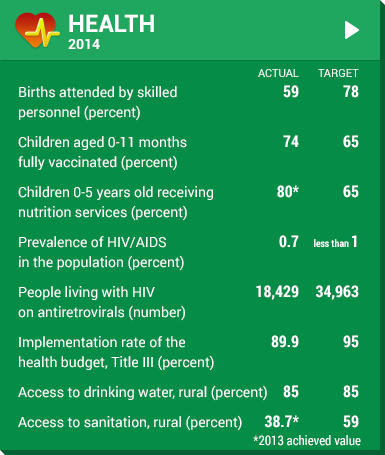 HEALTH
2014
ACTUAL TARGET
Births attended by skilled 59 78
personnel (percent)
Children aged 0-11 months 74 65
fully vaccinated (percent)
Children 0-5 years old receiving 80* 65
nutrition services (percent)
Prevalence of HIV/AIDS 0.7 less than 1
in the population (percent)
People living with HIV 18,429 34,963
on antiretrovirals (number)
Implementation rate of the 89.9 95
health budget, Title III (percent)
Access to drinking water, rural (percent) 85 85
Access to sanitation, rural (percent) 38.7* 59
*2013 achieved value